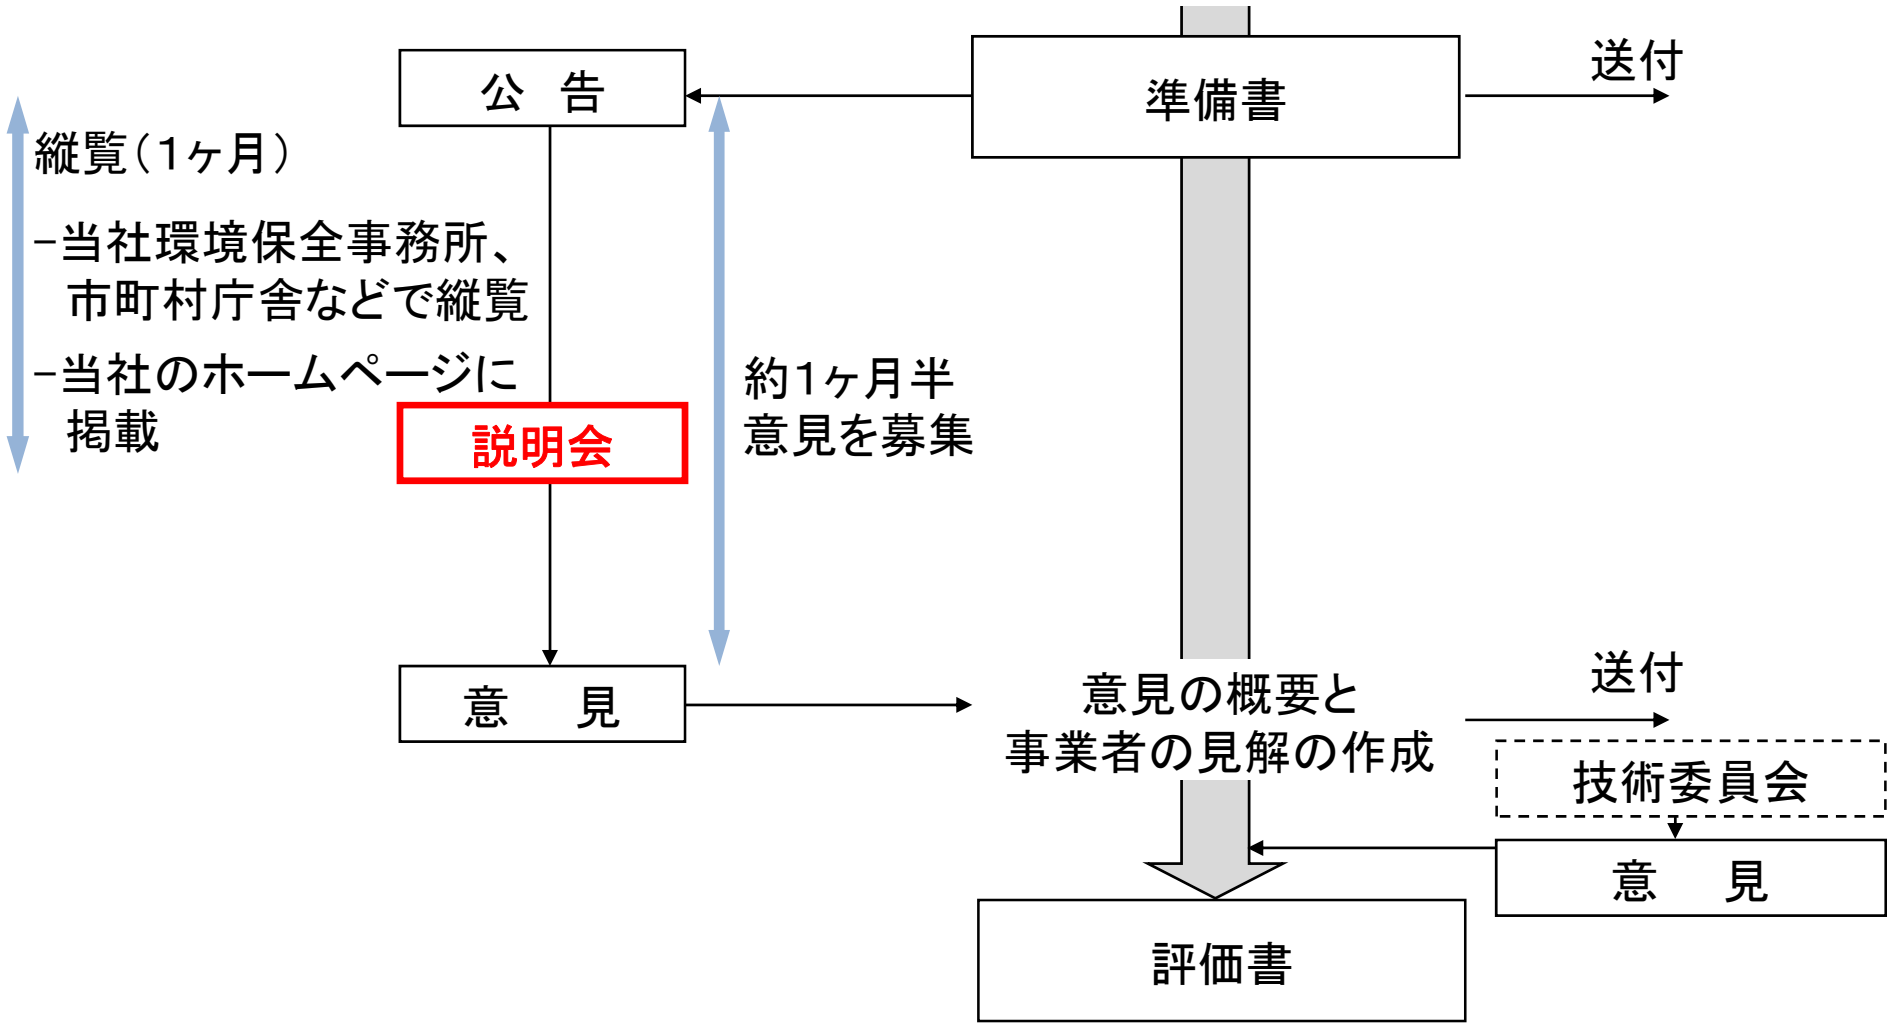 公 告
準備書
送付
縦覧(1ヶ月)
-当社環境保全事務所、
市町村庁舎などで縦覧
-当社のホームページに
掲載
説明会
約1ヶ月半
意見を募集
意 見
意見の概要と
事業者の見解の作成
送付
技術委員会
意 見
評価書